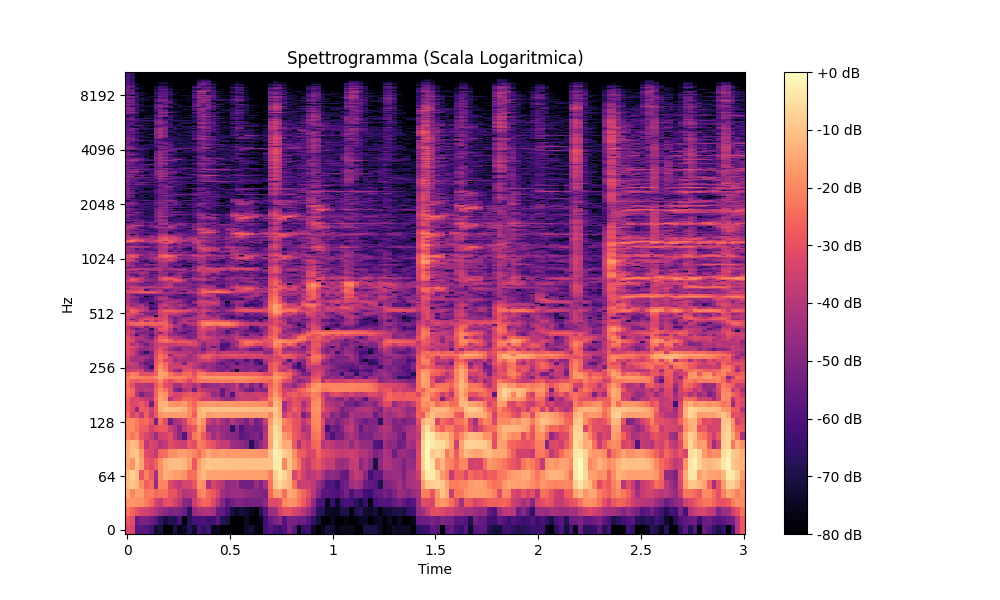 Spettrogramma (Scala Logaritmica)
Hz
8192
4096
2048
1024
512
256
128
64
0
0
0.5
1
1.5
2
2.5
3
Time
+0 dB
-10 dB
-20 dB
-30 dB
-40 dB
-50 dB
-60 dB
-70 dB
-80 dB